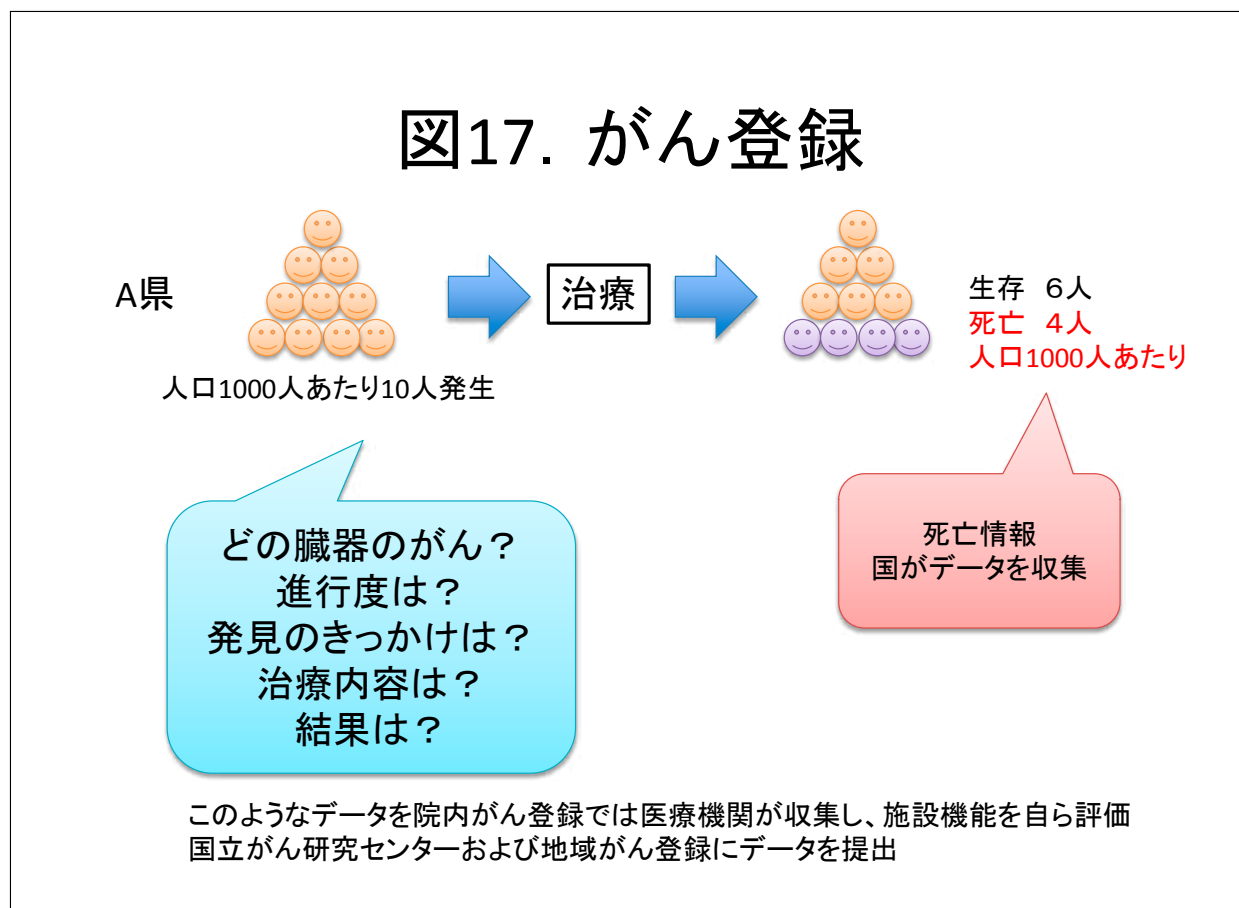 図17．がん登録
A県
人口1000人あたり10人発生
治療
生存　６人
死亡　４人
人口1000人あたり
どの臓器のがん？
進行度は？
発見のきっかけは？
治療内容は？
結果は？
死亡情報
国がデータを収集
このようなデータを院内がん登録では医療機関が収集し、施設機能を自ら評価
国立がん研究センターおよび地域がん登録にデータを提出